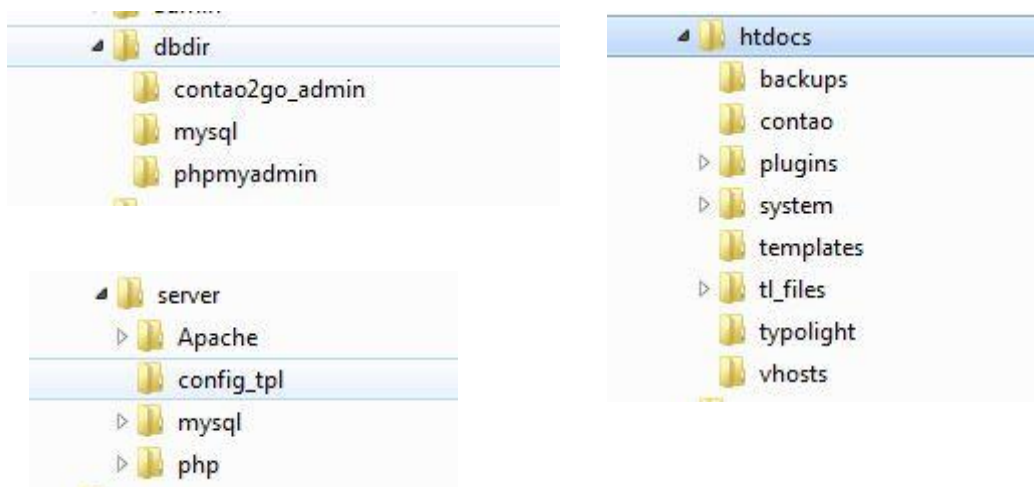 dbdir
contao2go_admin
mysql
phpmyadmin
server
Apache
config_tpl
mysql
php
htdocs
backups
contao
plugins
system
templates
tl_files
typolight
vhosts